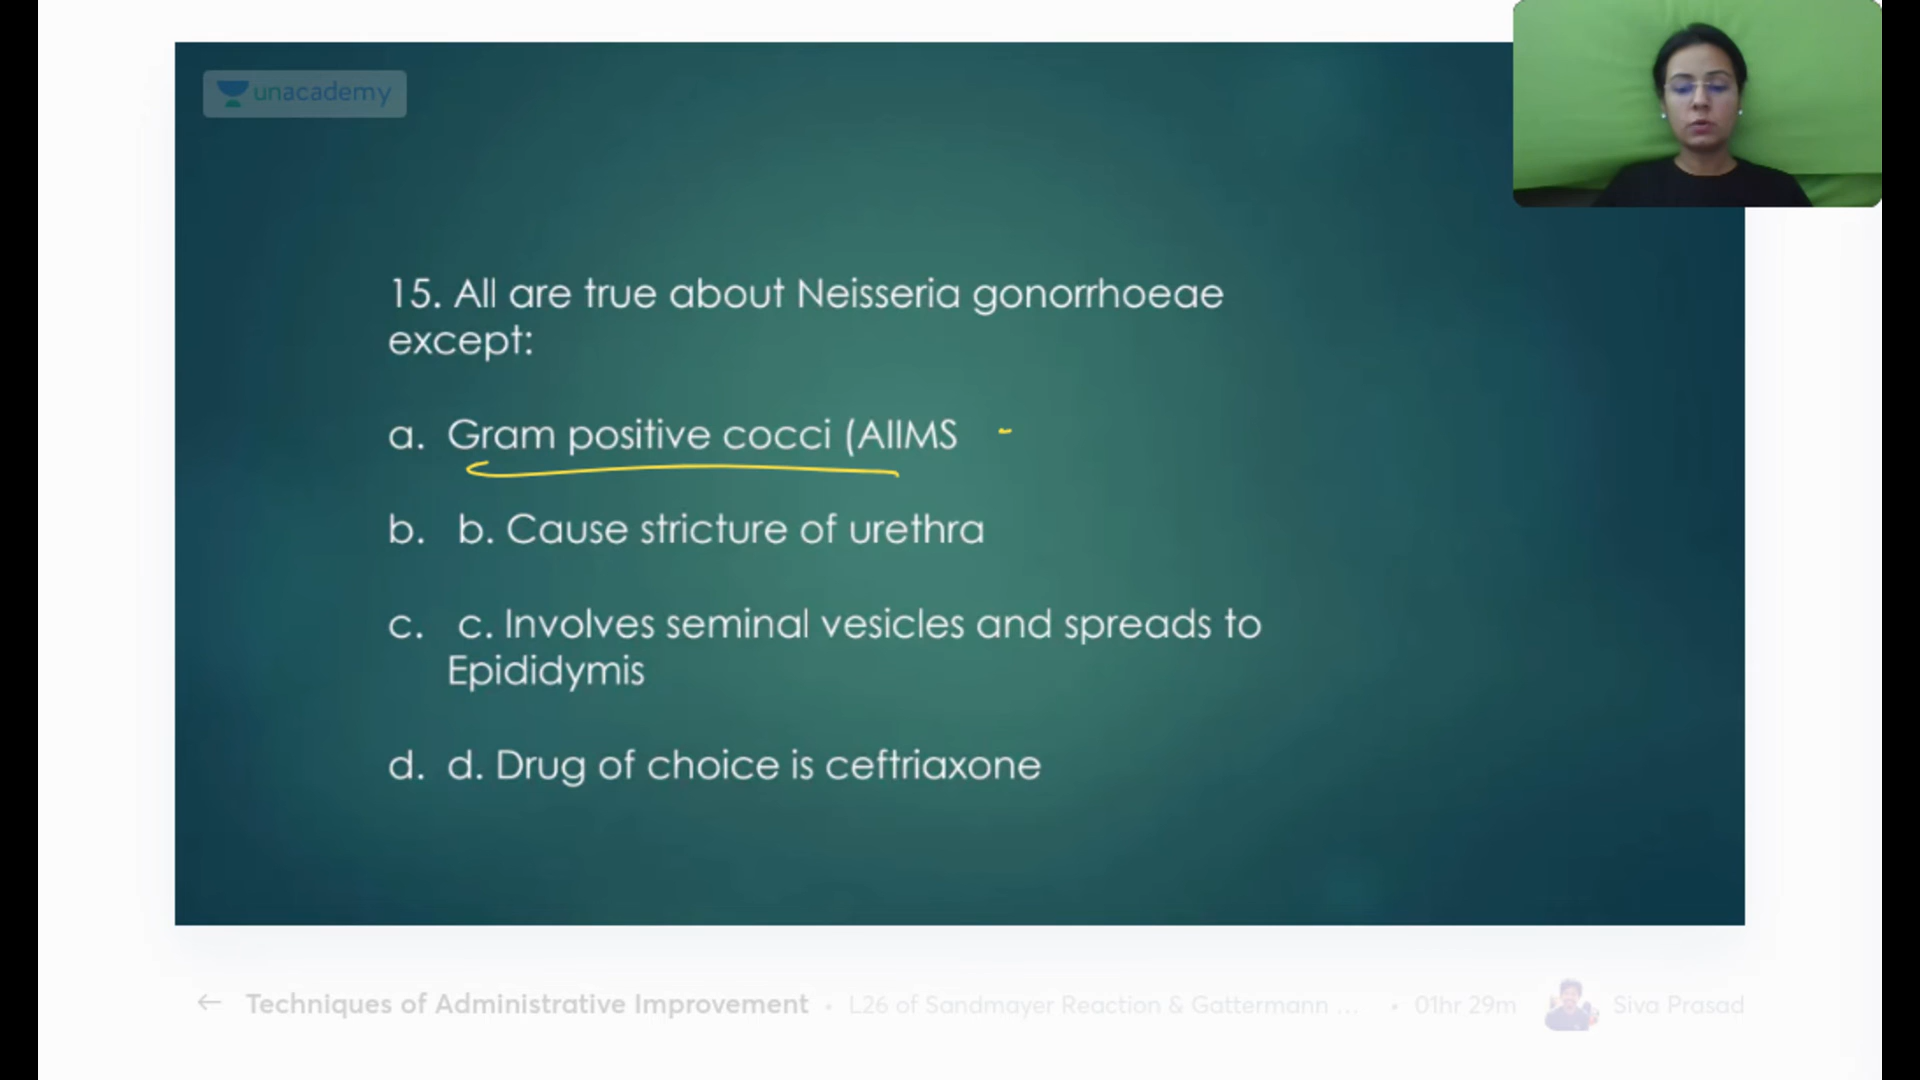 unacademy
15. All are true about Neisseria gonorrhoeae
except:
a. Gram positive cocci (AIIMS -
b. b. Cause stricture of urethra
c. c. Involves seminal vesicles and spreads to
Epididymis
d. d. Drug of choice is ceftriaxone
← Techniques of Administrative Improvement • L26 of Sandmayer Reaction & Gattermann ... • 01hr 29m Siva Prasad